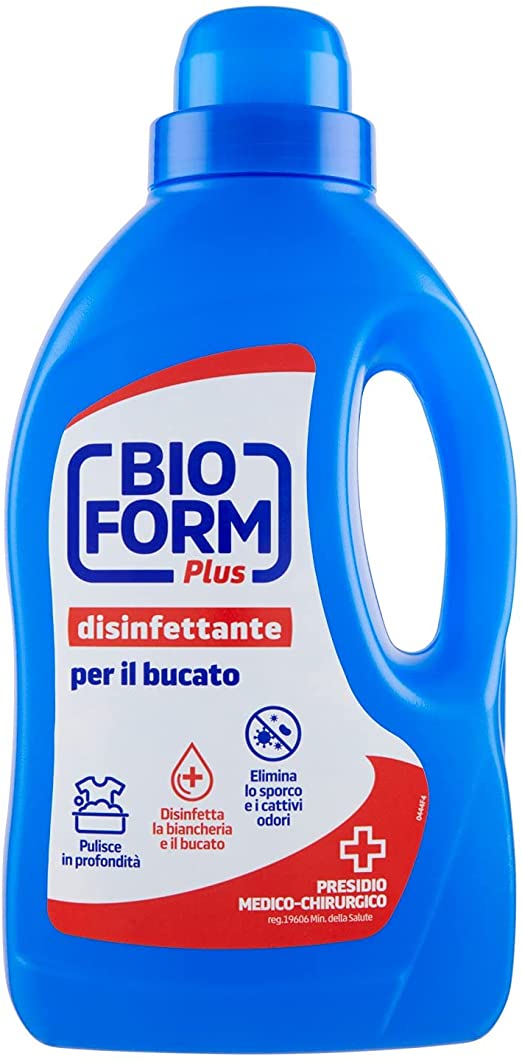 BIO
FORM
Plus
disinfettante
per il bucato
Elimina
lo sporco
e i cattivi
odori
Disinfetta
la biancheria
e il bucato
Pulisce
in profondità
PRESIDIO
MEDICO-CHIRURGICO
reg.19606 Min. della Salute
0444F4